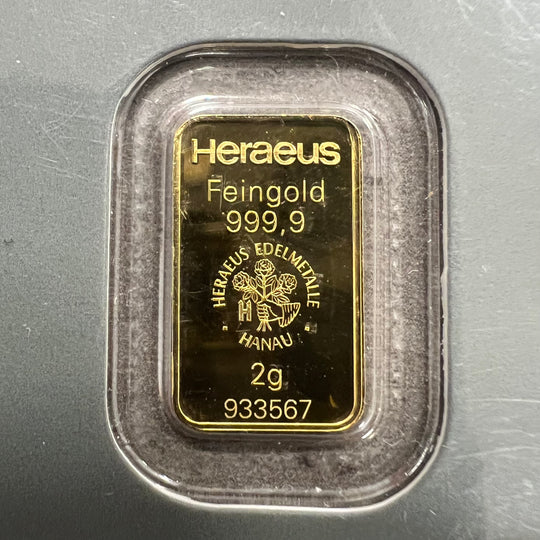 Heraeus
Feingold
999,9
HERAEUS EDELMETALLE
H
HANAU
2g
933567